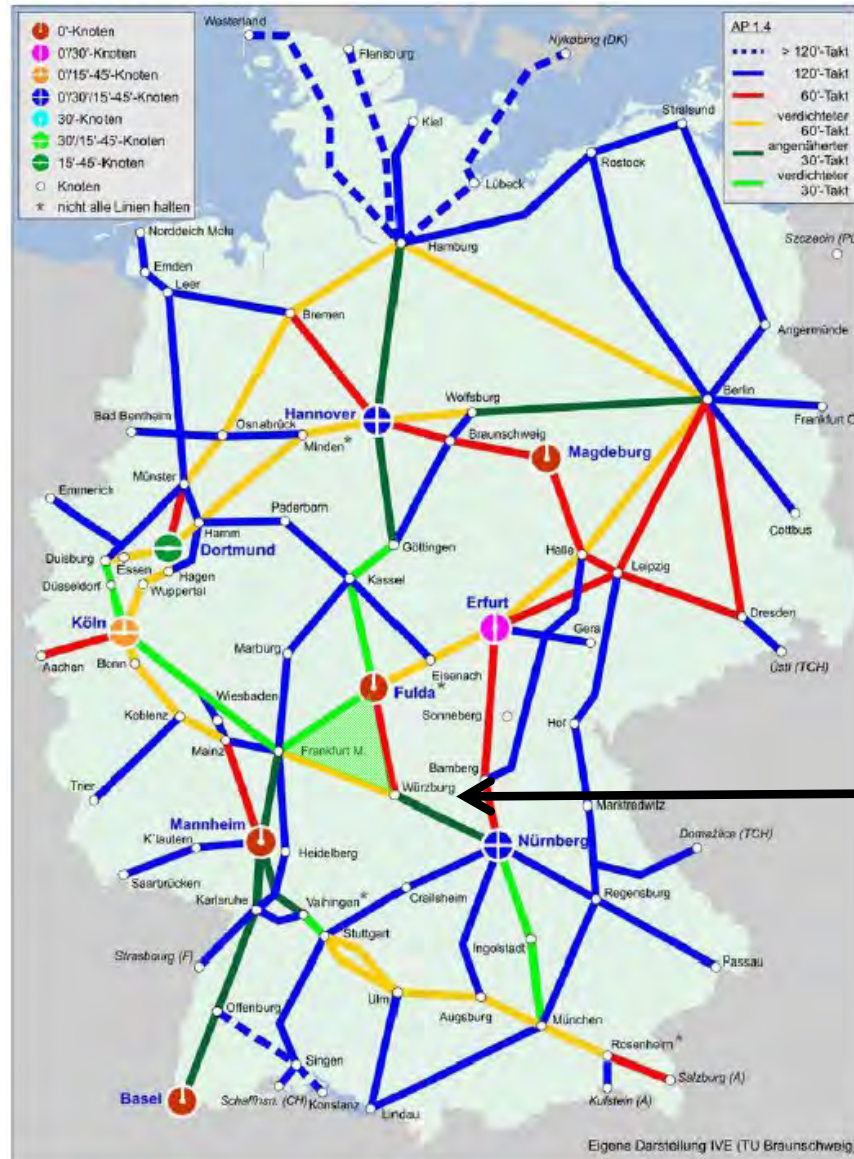 0'-Knoten
0'/30'-Knoten
0'/15'-45'-Knoten
0'/30'/15'-45'-Knoten
30'-Knoten
30'/15'-45'-Knoten
15'-45'-Knoten
Knoten
* nicht alle Linien halten
AP 1.4
> 120'-Takt
120'-Takt
60'-Takt
verdichteter
60'-Takt
angenäherter
30'-Takt
verdichteter
30'-Takt
Westerland
Flensburg
Nykøbing (DK)
Kiel
Stralsund
Rostock
Lübeck
Norddeich Mole
Hamburg
Emden
Leer
Bremen
Angermünde
Wolfsburg
Berlin
Hannover
Bad Bentheim
Osnabrück
Minden*
Braunschweig
Frankfurt O
Magdeburg
Münster
Emmerich
Paderborn
Hamm
Cottbus
Dortmund
Göttingen
Halle
Duisburg
Essen
Hagen
Kassel
Leipzig
Düsseldorf
Wuppertal
Erfurt
Köln
Gera
Dresden
Aachen
Bonn
Marburg
Eisenach
Ústí (TCH)
Wiesbaden
Fulda*
Koblenz
Sonneberg
Hof
Mainz
Frankfurt M.
Trier
Bamberg
Würzburg
Marktredwitz
Mannheim
Nürnberg
Domažlice (TCH)
K'lautern
Heidelberg
Saarbrücken
Crailsheim
Karlsruhe
Vaihingen*
Regensburg
Stuttgart
Strasbourg (F)
Ingolstadt
Passau
Offenburg
Ulm
Augsburg
München
Singen
Rosenheim*
Basel
Konstanz
Lindau
Kufstein (A)
Salzburg (A)
Eigene Darstellung IVE (TU Braunschweig